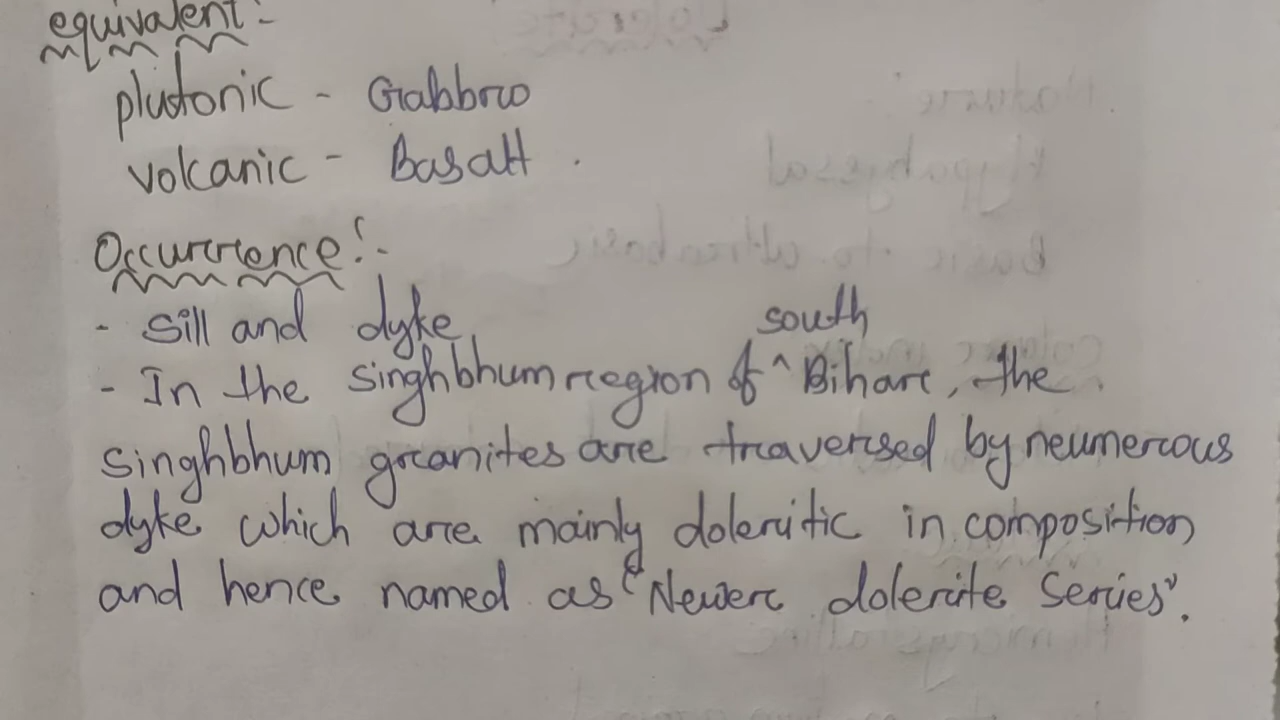 equivalent:-
plutonic - Gabbro
volcanic - Basalt .
Occurrence:-
- Sill and dyke
- In the singhbhum region of ^ south Bihar, the
singhbhum granites are traversed by neumerous
dyke which are mainly doleritic in composition
and hence named as "Newer dolerite Series".